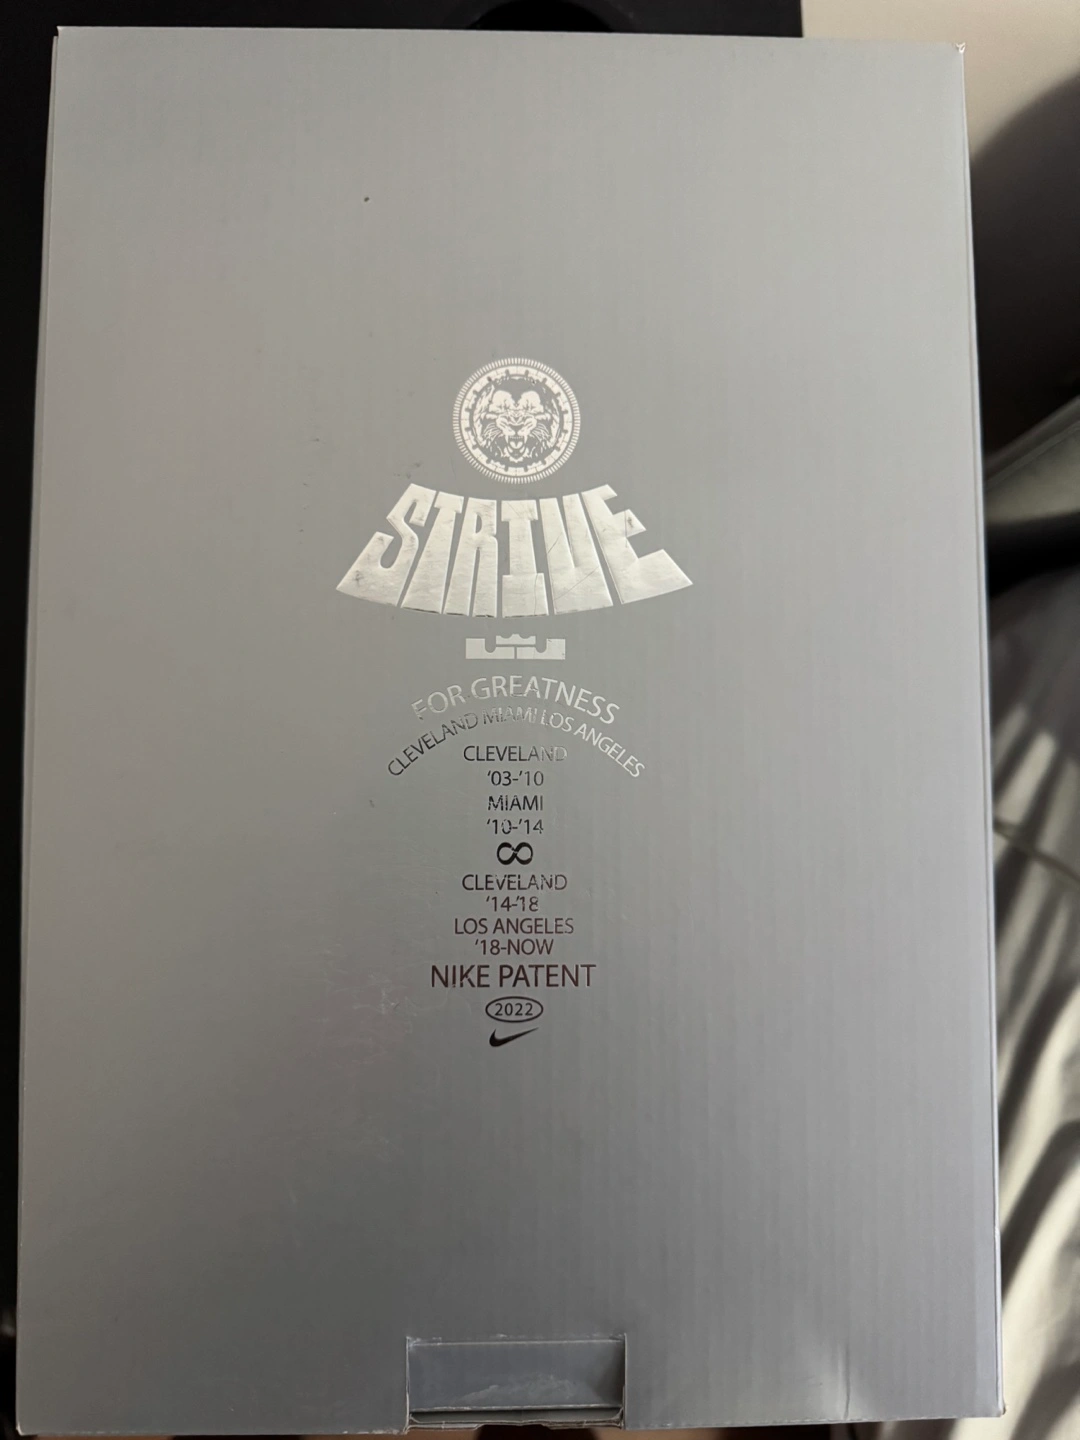 STRIVE
FOR GREATNESS
CLEVELAND MIAMI LOS ANGELES
CLEVELAND
'03-'10
MIAMI
'10-'14
∞
CLEVELAND
'14-'18
LOS ANGELES
'18-NOW
NIKE PATENT
2022